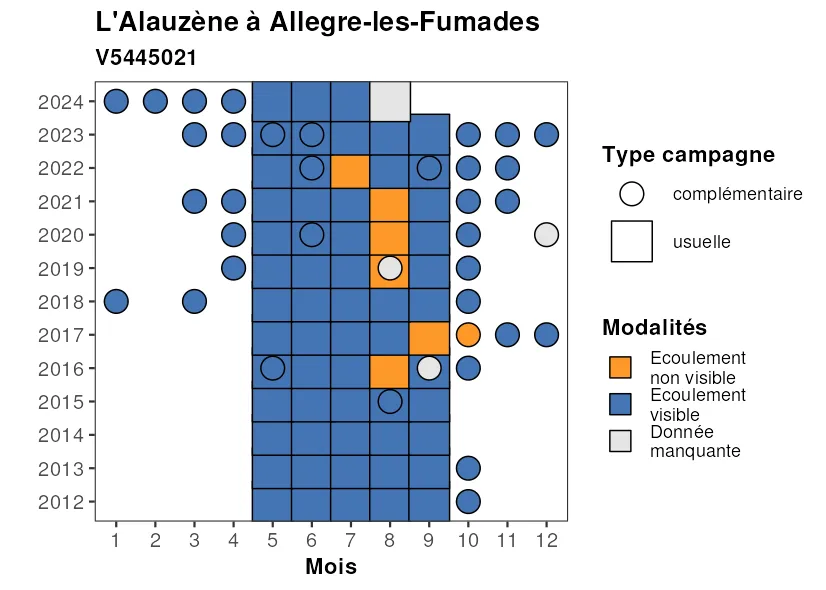 L'Alauzène à Allegre-les-Fumades
V5445021
2024
2023
2022
2021
2020
2019
2018
2017
2016
2015
2014
2013
2012
1 2 3 4 5 6 7 8 9 10 11 12
Mois
Type campagne
complémentaire
usuelle
Modalités
Ecoulement
non visible
Ecoulement
visible
Donnée
manquante